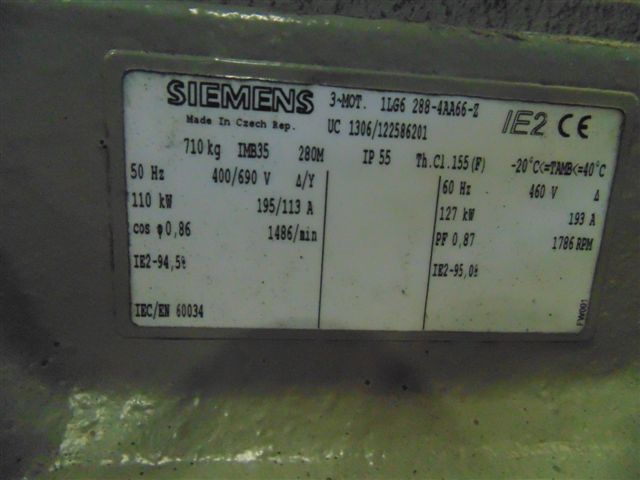 SIEMENS 3~MOT. 1LG6 288-4AA66-Z IE2 CE
Made In Czech Rep. UC 1306/122586201
710kg IMB35 280M IP 55 Th.Cl.155(F) -20°C<=TAMB<=40°C
50 Hz 400/690 V Δ/Y
110 kW 195/113 A
cos φ0,86 1486/min
IE2-94,5%
IEC/EN 60034
60 Hz 460 V Δ
127 kW 193 A
PF 0,87 1786 RPM
IE2-95,0%
FW001